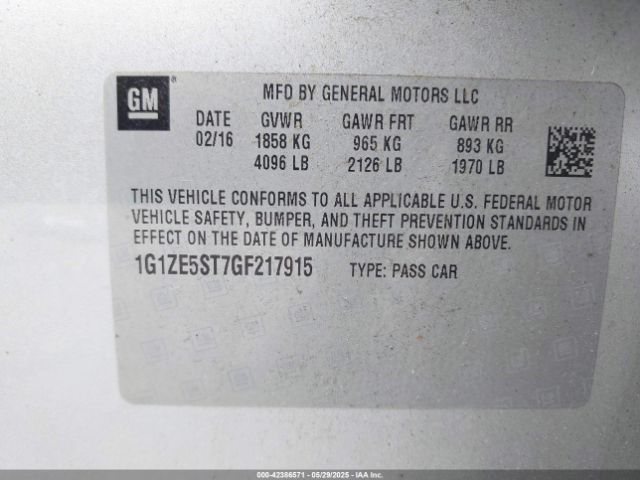 GM ®
MFD BY GENERAL MOTORS LLC
DATE GVWR GAWR FRT GAWR RR
02/16 1858 KG 965 KG 893 KG
4096 LB 2126 LB 1970 LB
THIS VEHICLE CONFORMS TO ALL APPLICABLE U.S. FEDERAL MOTOR
VEHICLE SAFETY, BUMPER, AND THEFT PREVENTION STANDARDS IN
EFFECT ON THE DATE OF MANUFACTURE SHOWN ABOVE.
1G1ZE5ST7GF217915 TYPE: PASS CAR
000-42386571 - 05/29/2025 - IAA Inc.